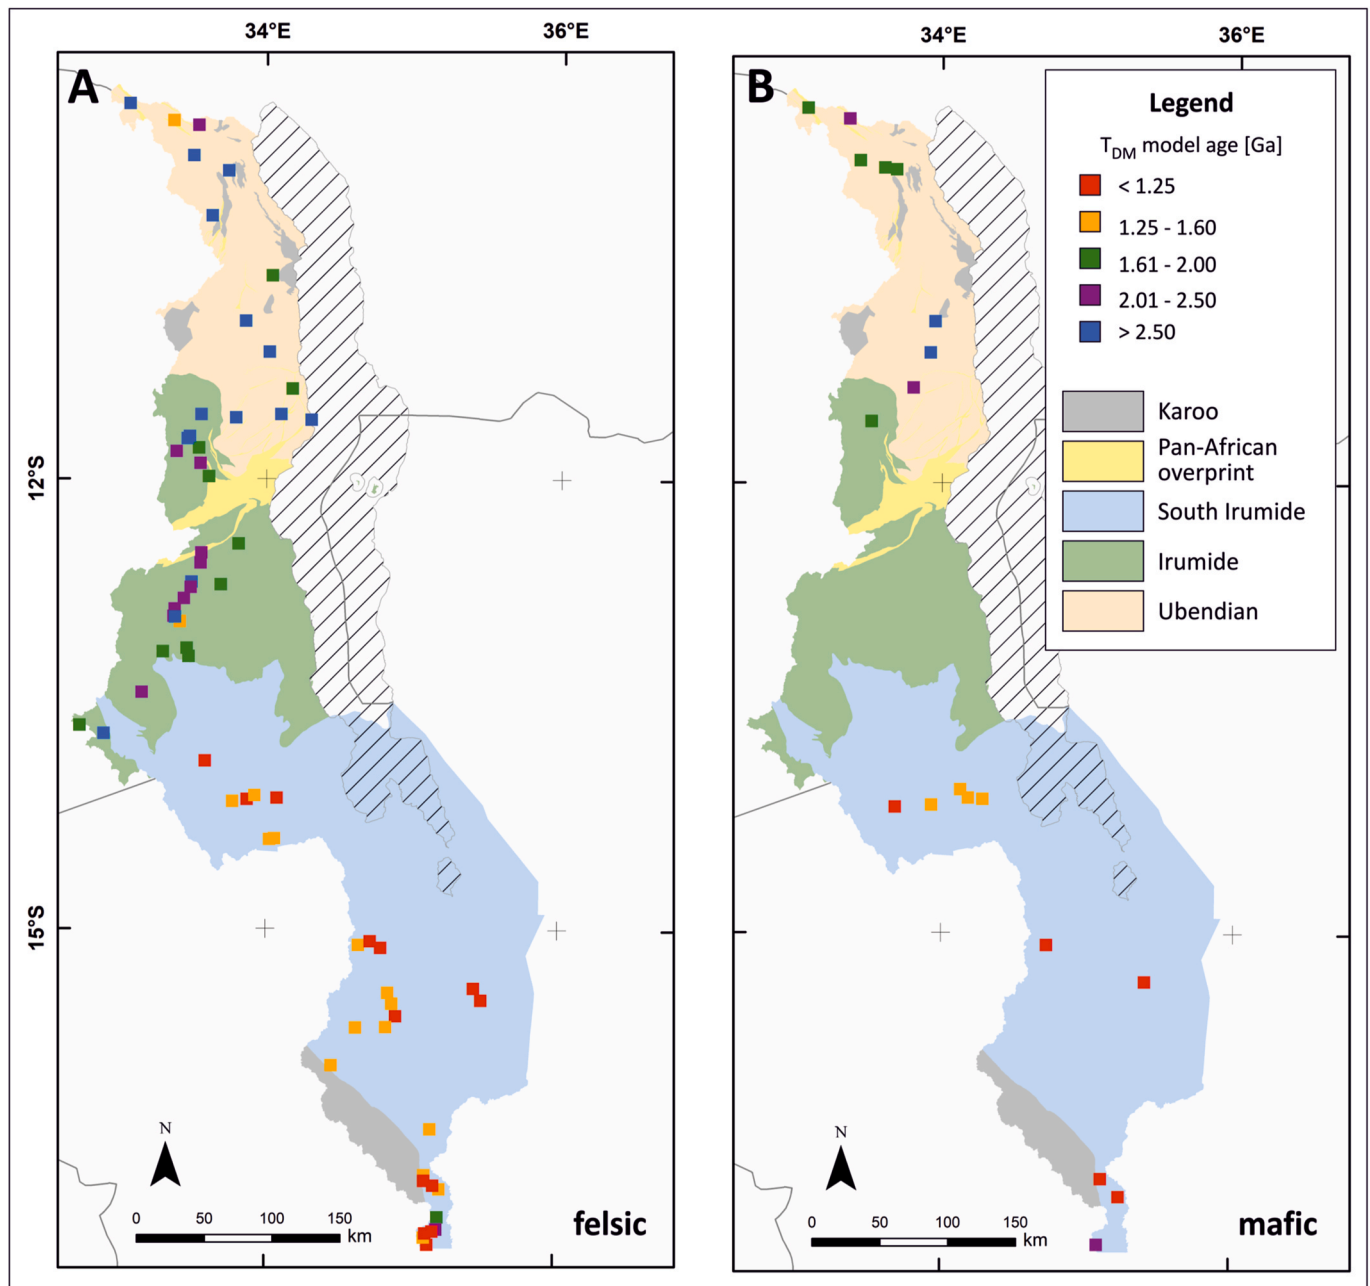 34°E
36°E
34°E
36°E
A
B
Legend
TDM model age [Ga]
< 1.25
1.25 - 1.60
1.61 - 2.00
2.01 - 2.50
> 2.50
Karoo
Pan-African
overprint
South Irumide
Irumide
Ubendian
12°S
15°S
N
0 50 100 150
km
felsic
N
0 50 100 150
km
mafic